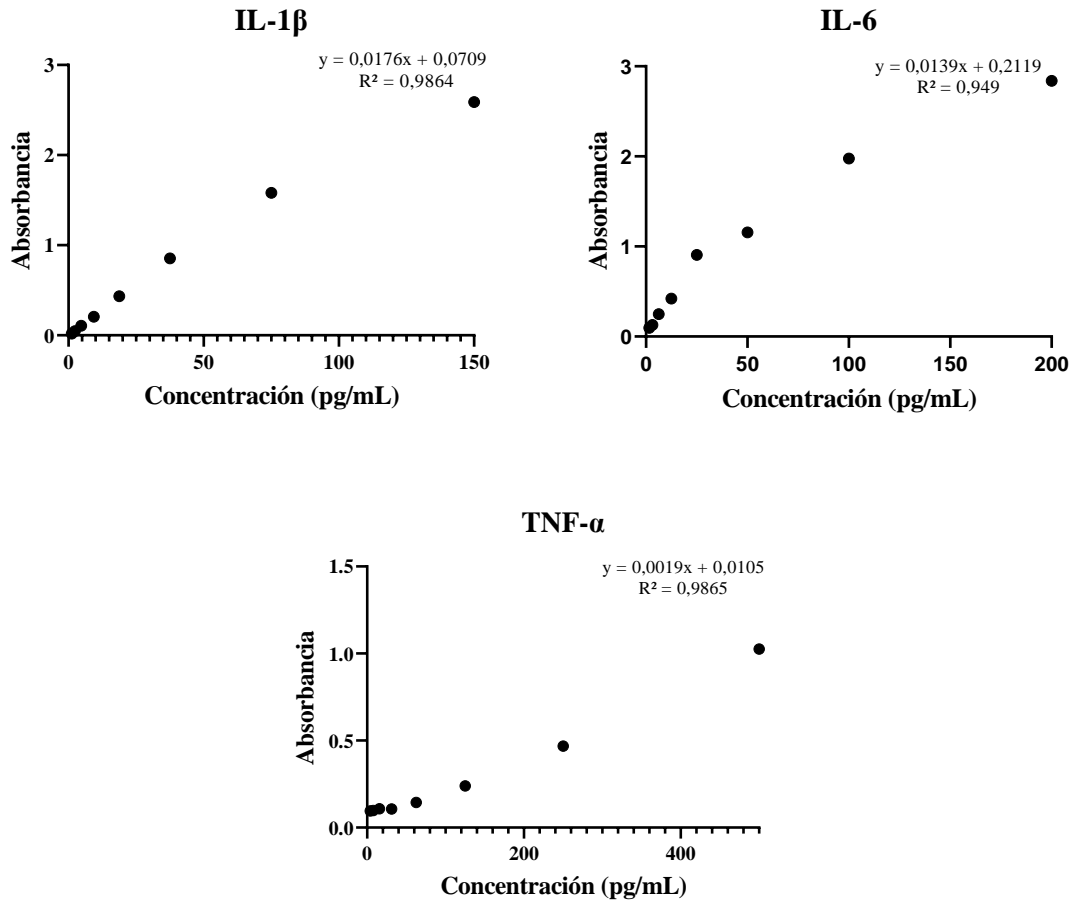 IL-1β
y = 0,0176x + 0,0709
R² = 0,9864
3
2
1
0
Absorbancia
0 50 100 150
Concentración (pg/mL)
IL-6
y = 0,0139x + 0,2119
R² = 0,949
3
2
1
0
Absorbancia
0 50 100 150 200
Concentración (pg/mL)
TNF-α
y = 0,0019x + 0,0105
R² = 0,9865
1.5
1.0
0.5
0.0
Absorbancia
0 200 400
Concentración (pg/mL)